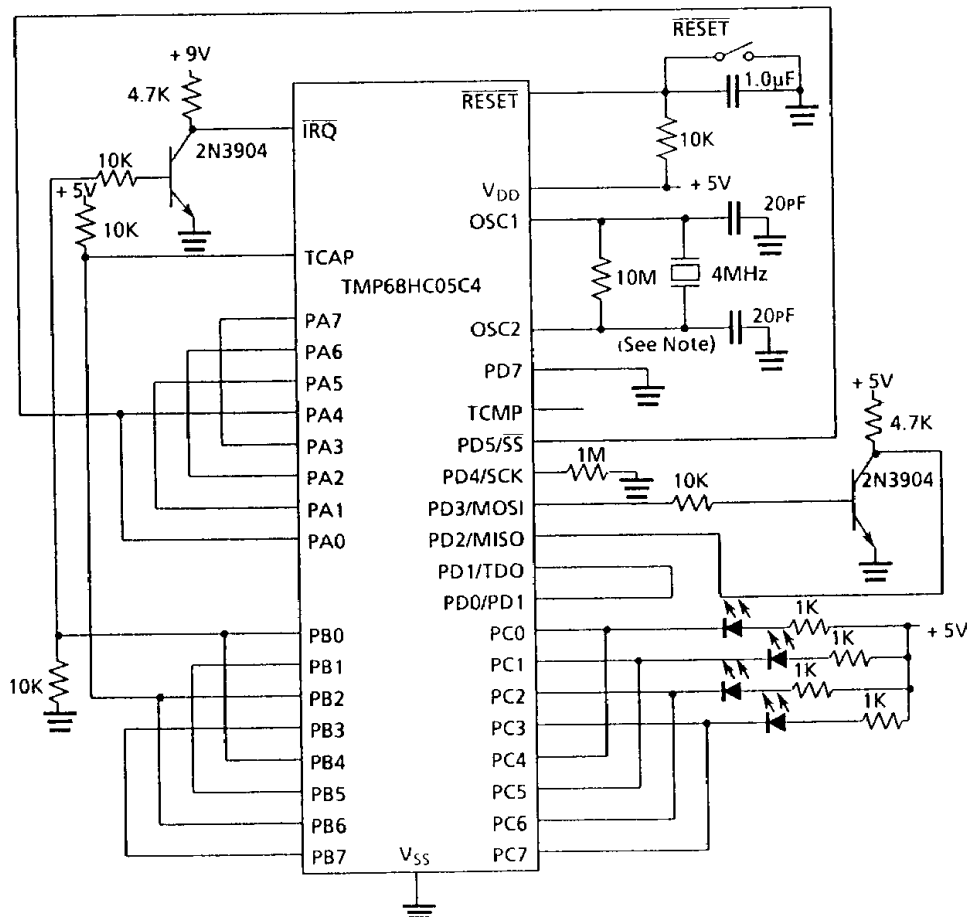 RESET
+ 9V
4.7K
1.0µF
RESET
IRQ
2N3904
10K
10K
+ 5V
VDD
+ 5V
10K
OSC1
20PF
TCAP
TMP68HC05C4
10M
4MHz
PA7
OSC2
20PF
PA6
(See Note)
PA5
PD7
+ 5V
PA4
TCMP
4.7K
PA3
PD5/SS
1M
PA2
PD4/SCK
10K
2N3904
PA1
PD3/MOSI
PA0
PD2/MISO
PD1/TDO
PD0/PD1
1K
PB0
PC0
+ 5V
1K
PB1
PC1
10K
1K
PB2
PC2
1K
PB3
PC3
PB4
PC4
PB5
PC5
PB6
PC6
PB7
VSS
PC7